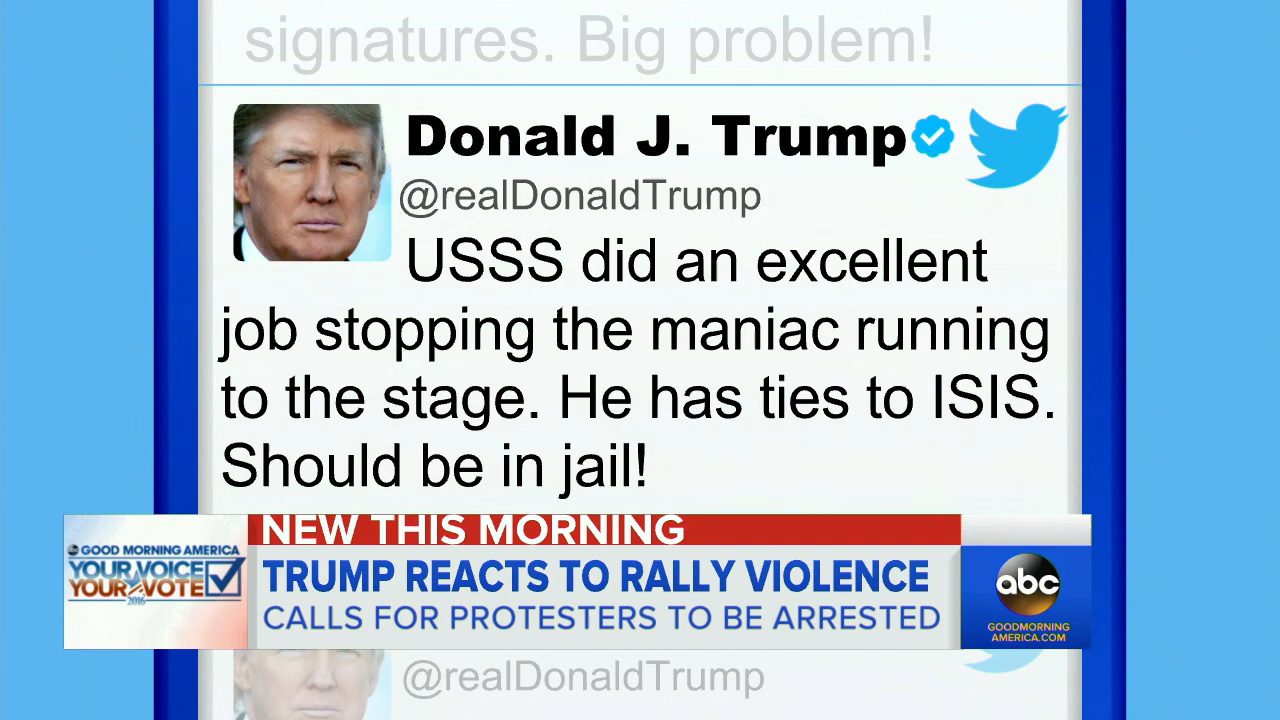 signatures. Big problem!
Donald J. Trump
@realDonaldTrump
USSS did an excellent
job stopping the maniac running
to the stage. He has ties to ISIS.
Should be in jail!
NEW THIS MORNING
TRUMP REACTS TO RALLY VIOLENCE
CALLS FOR PROTESTERS TO BE ARRESTED
abc GOOD MORNING AMERICA
YOUR VOICE
YOUR VOTE
2016
abc
GOODMORNING
AMERICA.COM
@realDonaldTrump